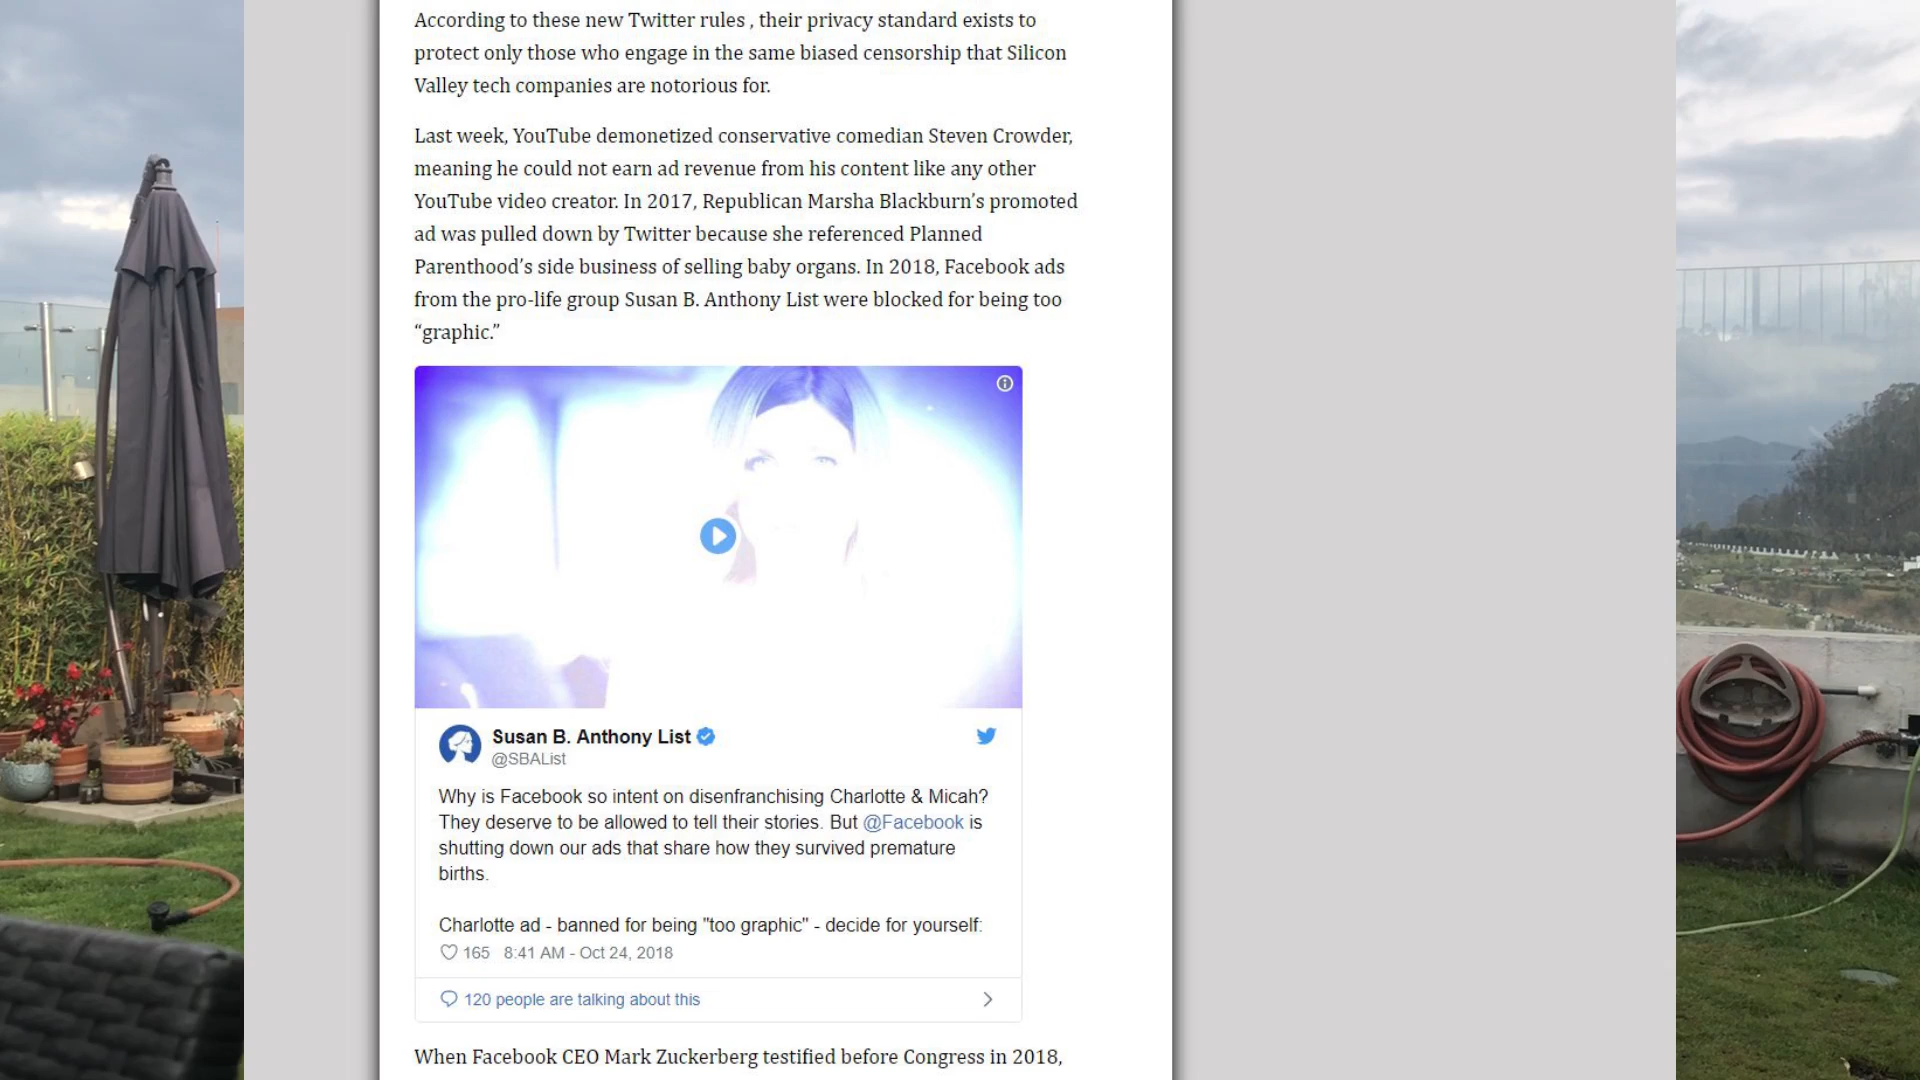 According to these new Twitter rules , their privacy standard exists to
protect only those who engage in the same biased censorship that Silicon
Valley tech companies are notorious for.
Last week, YouTube demonetized conservative comedian Steven Crowder,
meaning he could not earn ad revenue from his content like any other
YouTube video creator. In 2017, Republican Marsha Blackburn’s promoted
ad was pulled down by Twitter because she referenced Planned
Parenthood’s side business of selling baby organs. In 2018, Facebook ads
from the pro-life group Susan B. Anthony List were blocked for being too
“graphic.”
Susan B. Anthony List
@SBAList
Why is Facebook so intent on disenfranchising Charlotte & Micah?
They deserve to be allowed to tell their stories. But @Facebook is
shutting down our ads that share how they survived premature
births.
Charlotte ad - banned for being "too graphic" - decide for yourself:
165 8:41 AM - Oct 24, 2018
120 people are talking about this
When Facebook CEO Mark Zuckerberg testified before Congress in 2018,